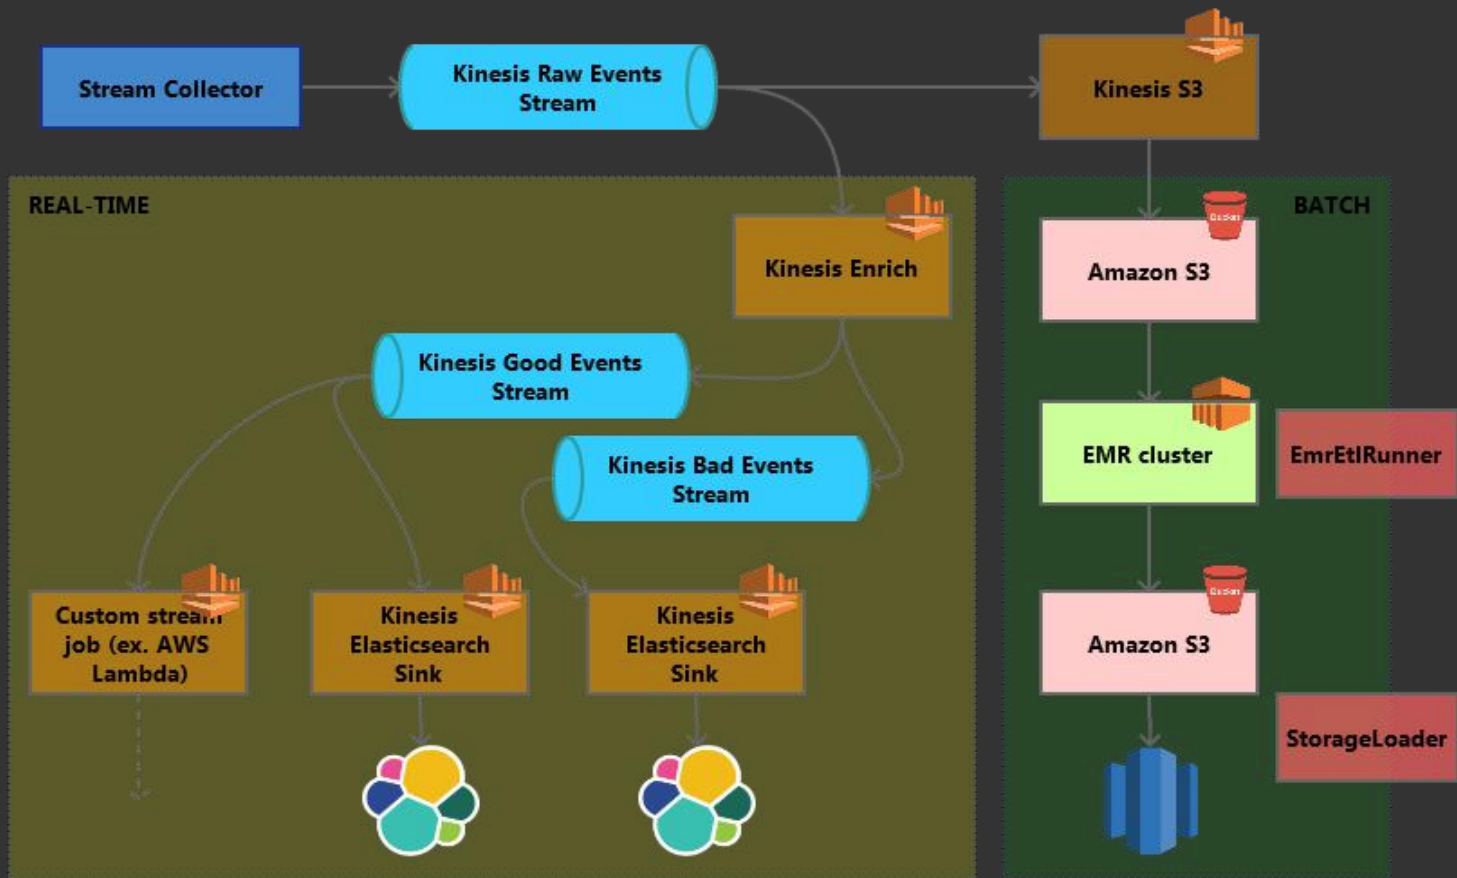 Stream Collector
Kinesis Raw Events
Stream
Kinesis S3
REAL-TIME
BATCH
Kinesis Enrich
Amazon S3
Kinesis Good Events
Stream
EMR cluster
EmrEtlRunner
Kinesis Bad Events
Stream
Custom stream
job (ex. AWS
Lambda)
Kinesis
Elasticsearch
Sink
Kinesis
Elasticsearch
Sink
Amazon S3
StorageLoader